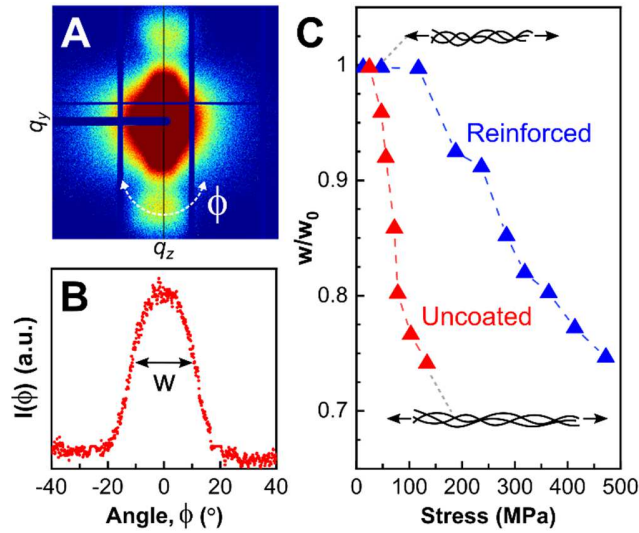 A
q_y
ϕ
q_z
B
I(ϕ) (a.u.)
w
-40 -20 0 20 40
Angle, ϕ (°)
C
w/w₀
1
0.9
0.8
0.7
Reinforced
Uncoated
0 100 200 300 400 500
Stress (MPa)